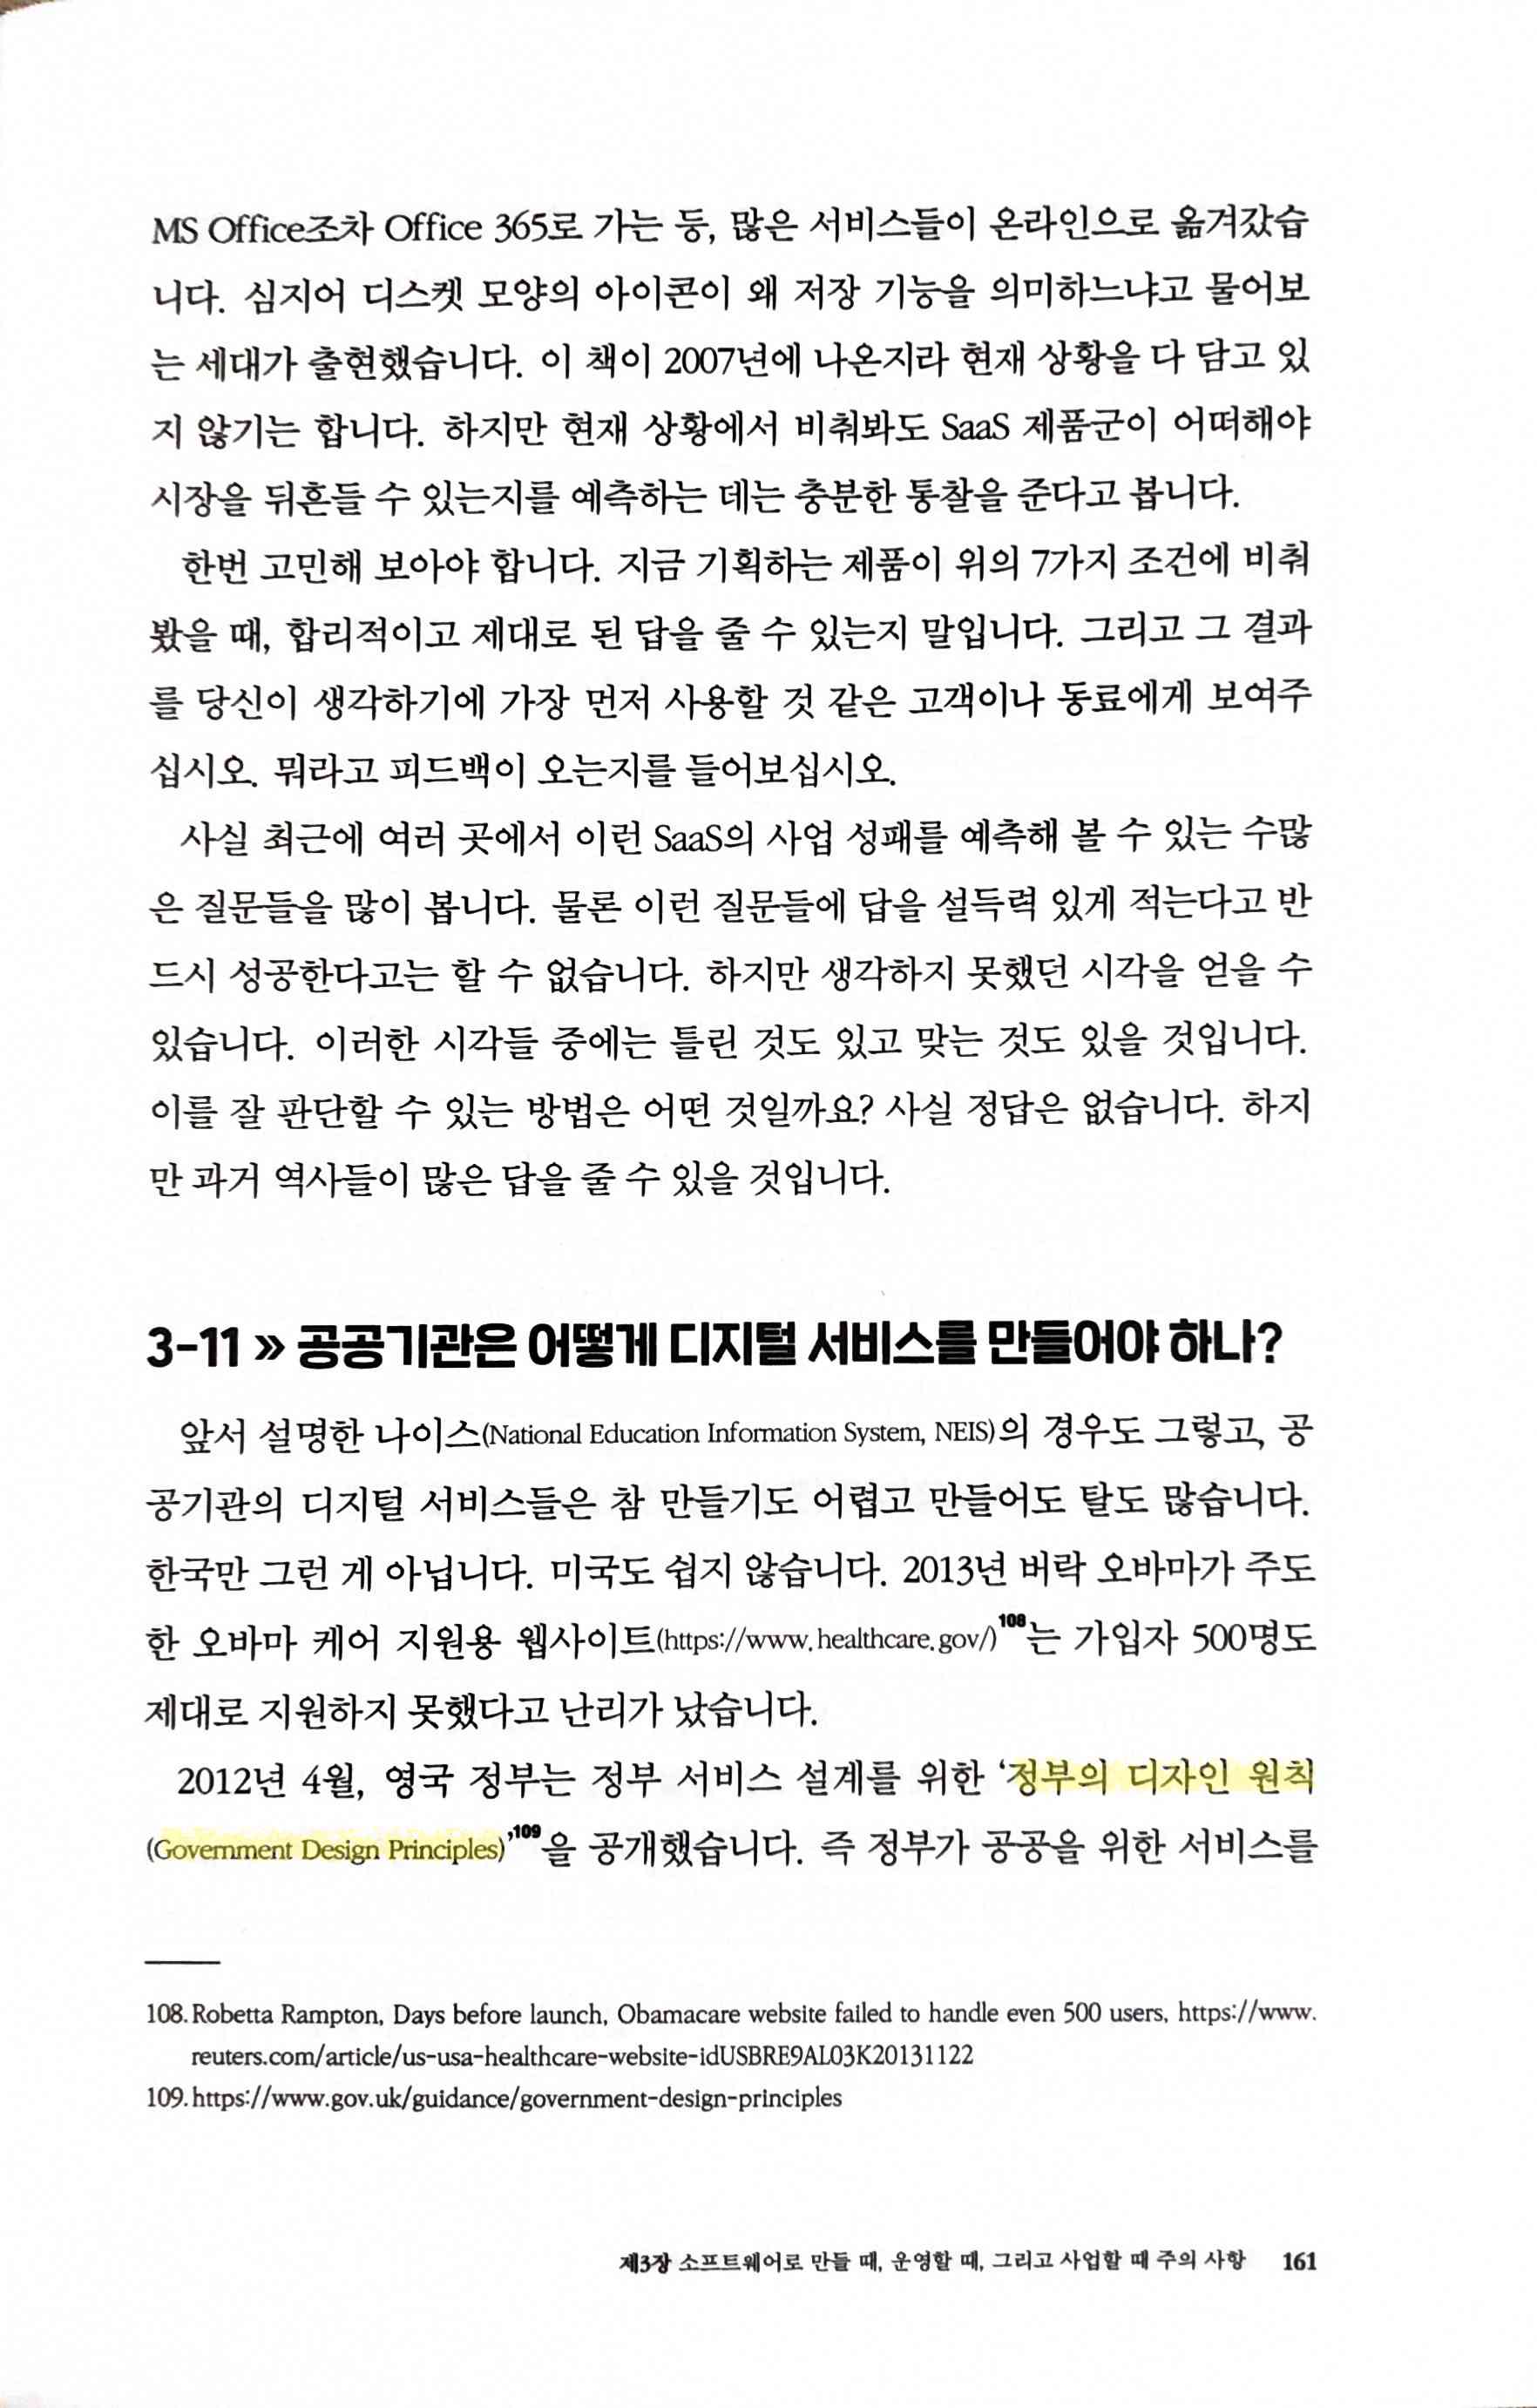 MS Office조차 Office 365로 가는 등, 많은 서비스들이 온라인으로 옮겨갔습
니다. 심지어 디스켓 모양의 아이콘이 왜 저장 기능을 의미하느냐고 물어보
는 세대가 출현했습니다. 이 책이 2007년에 나온지라 현재 상황을 다 담고 있
지 않기는 합니다. 하지만 현재 상황에서 비춰봐도 SaaS 제품군이 어떠해야
시장을 뒤흔들 수 있는지를 예측하는 데는 충분한 통찰을 준다고 봅니다.
한번 고민해 보아야 합니다. 지금 기획하는 제품이 위의 7가지 조건에 비춰
봤을 때, 합리적이고 제대로 된 답을 줄 수 있는지 말입니다. 그리고 그 결과
를 당신이 생각하기에 가장 먼저 사용할 것 같은 고객이나 동료에게 보여주
십시오. 뭐라고 피드백이 오는지를 들어보십시오.
사실 최근에 여러 곳에서 이런 SaaS의 사업 성패를 예측해 볼 수 있는 수많
은 질문들을 많이 봅니다. 물론 이런 질문들에 답을 설득력 있게 적는다고 반
드시 성공한다고는 할 수 없습니다. 하지만 생각하지 못했던 시각을 얻을 수
있습니다. 이러한 시각들 중에는 틀린 것도 있고 맞는 것도 있을 것입니다.
이를 잘 판단할 수 있는 방법은 어떤 것일까요? 사실 정답은 없습니다. 하지
만 과거 역사들이 많은 답을 줄 수 있을 것입니다.
3-11 » 공공기관은 어떻게 디지털 서비스를 만들어야 하나?
앞서 설명한 나이스(National Education Information System, NEIS)의 경우도 그렇고, 공
공기관의 디지털 서비스들은 참 만들기도 어렵고 만들어도 탈도 많습니다.
한국만 그런 게 아닙니다. 미국도 쉽지 않습니다. 2013년 버락 오바마가 주도
한 오바마 케어 지원용 웹사이트(https://www.healthcare.gov/)108는 가입자 500명도
제대로 지원하지 못했다고 난리가 났습니다.
2012년 4월, 영국 정부는 정부 서비스 설계를 위한 ‘정부의 디자인 원칙
(Government Design Principles)’109을 공개했습니다. 즉 정부가 공공을 위한 서비스를
108. Robetta Rampton, Days before launch, Obamacare website failed to handle even 500 users, https://www.
reuters.com/article/us-usa-healthcare-website-idUSBRE9AL03K20131122
109. https://www.gov.uk/guidance/government-design-principles
제3장 소프트웨어로 만들 때, 운영할 때, 그리고 사업할 때 주의 사항 161